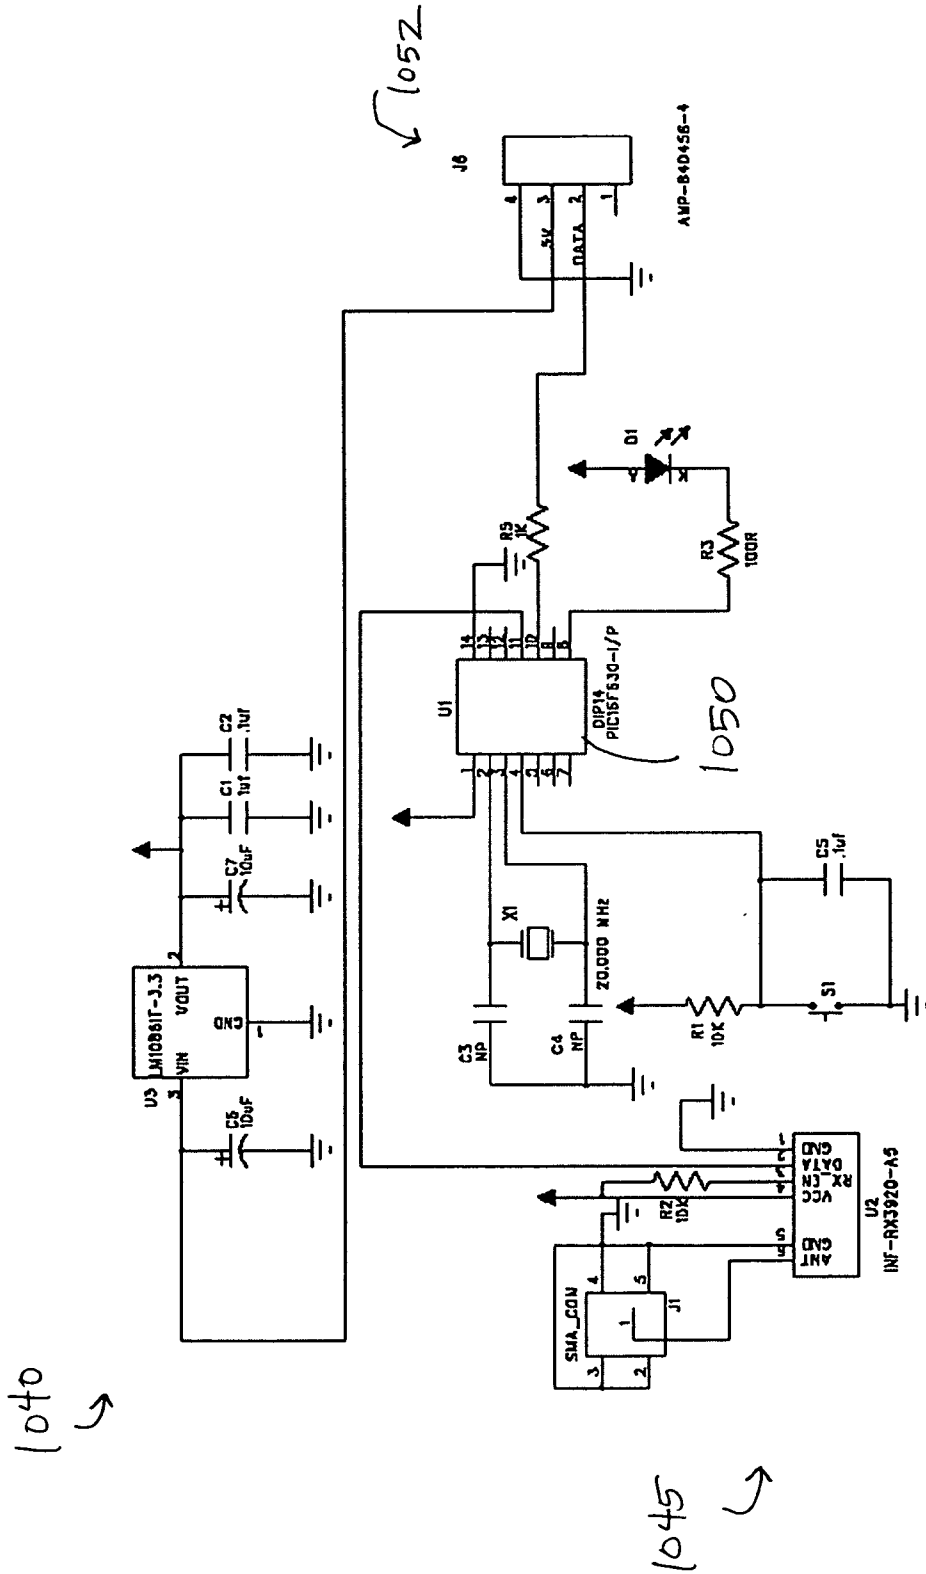 1040
1052
U3
LM1086IT-3.3
3
VIN
VOUT
2
GND
1
C6
10uF
C7
10uF
C1
.1uf
C2
.1uf
J6
4
3
2
1
5V
DATA
AMP-640456-4
U1
1
2
3
4
5
6
7
14
13
12
11
10
9
8
DIP14
PIC16F630-I/P
1050
R5
1K
D1
A
K
R3
100R
X1
20.000 MHz
C3
NP
C4
NP
R1
10K
S1
C5
.1uf
SMA_CON
J1
1
2
3
4
5
R2
10K
GND
DATA
RX_EN
VCC
GND
ANT
U2
INF-RX3920-A5
1045